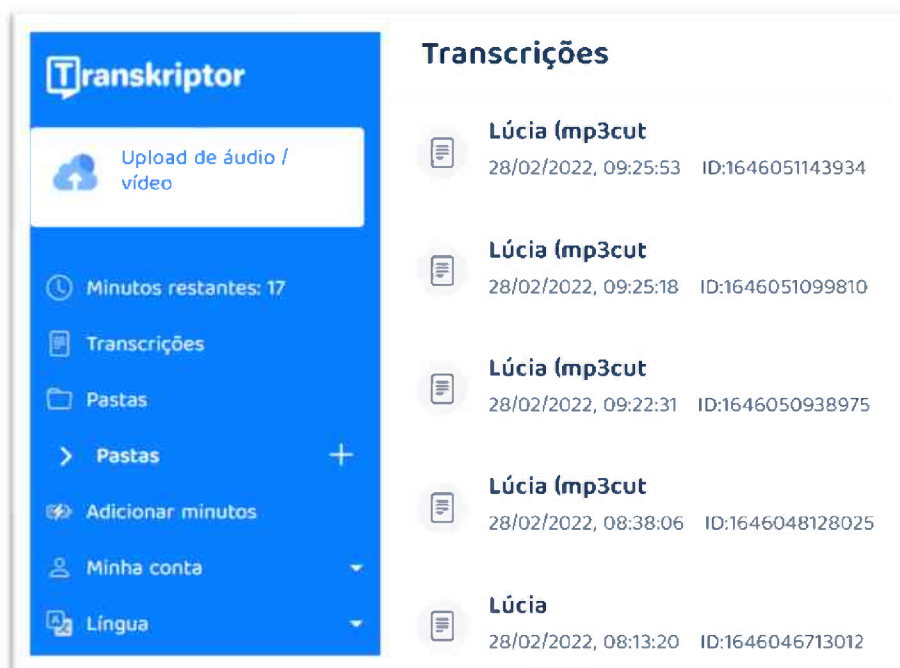 Transkriptor
Upload de áudio /
vídeo
Minutos restantes: 17
Transcrições
Pastas
Pastas
Adicionar minutos
Minha conta
Língua
Transcrições
Lúcia (mp3cut
28/02/2022, 09:25:53 ID:1646051143934
Lúcia (mp3cut
28/02/2022, 09:25:18 ID:1646051099810
Lúcia (mp3cut
28/02/2022, 09:22:31 ID:1646050938975
Lúcia (mp3cut
28/02/2022, 08:38:06 ID:1646048128025
Lúcia
28/02/2022, 08:13:20 ID:1646046713012